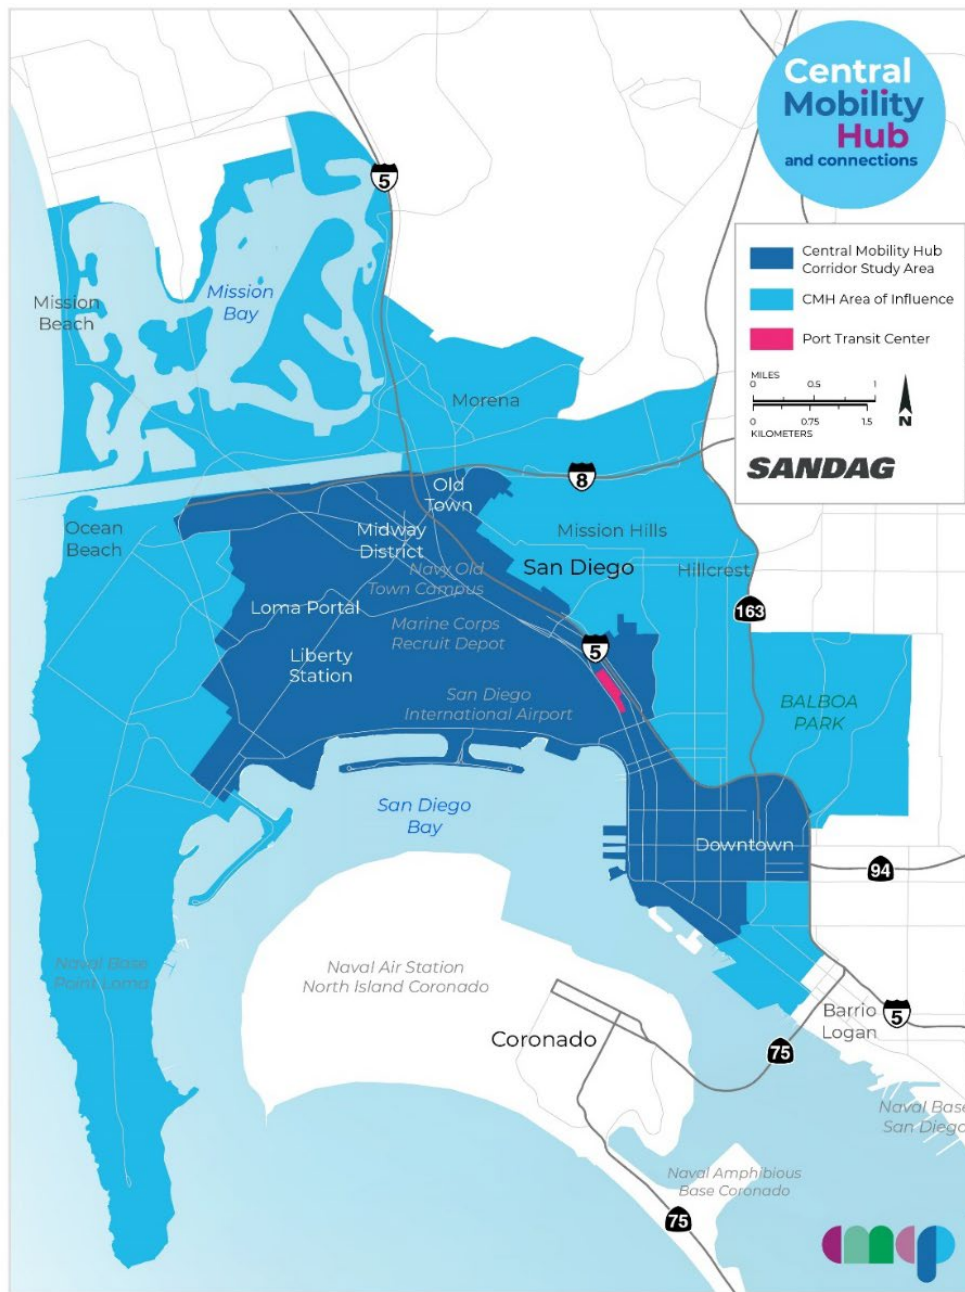 Central
Mobility
Hub
and connections
Central Mobility Hub
Corridor Study Area
CMH Area of Influence
Port Transit Center
MILES
0 0.5 1
0 0.75 1.5
KILOMETERS
N
SANDAG
5
Mission
Beach
Mission
Bay
Morena
8
Old
Town
Ocean
Beach
Midway
District
Mission Hills
Navy Old
Town Campus
San Diego
Hillcrest
163
Loma Portal
Marine Corps
Recruit Depot
5
Liberty
Station
San Diego
International Airport
BALBOA
PARK
San Diego
Bay
Downtown
94
Naval Base
Point Loma
Naval Air Station
North Island Coronado
Coronado
Barrio
Logan
5
75
Naval Base
San Diego
Naval Amphibious
Base Coronado
75
cmcp